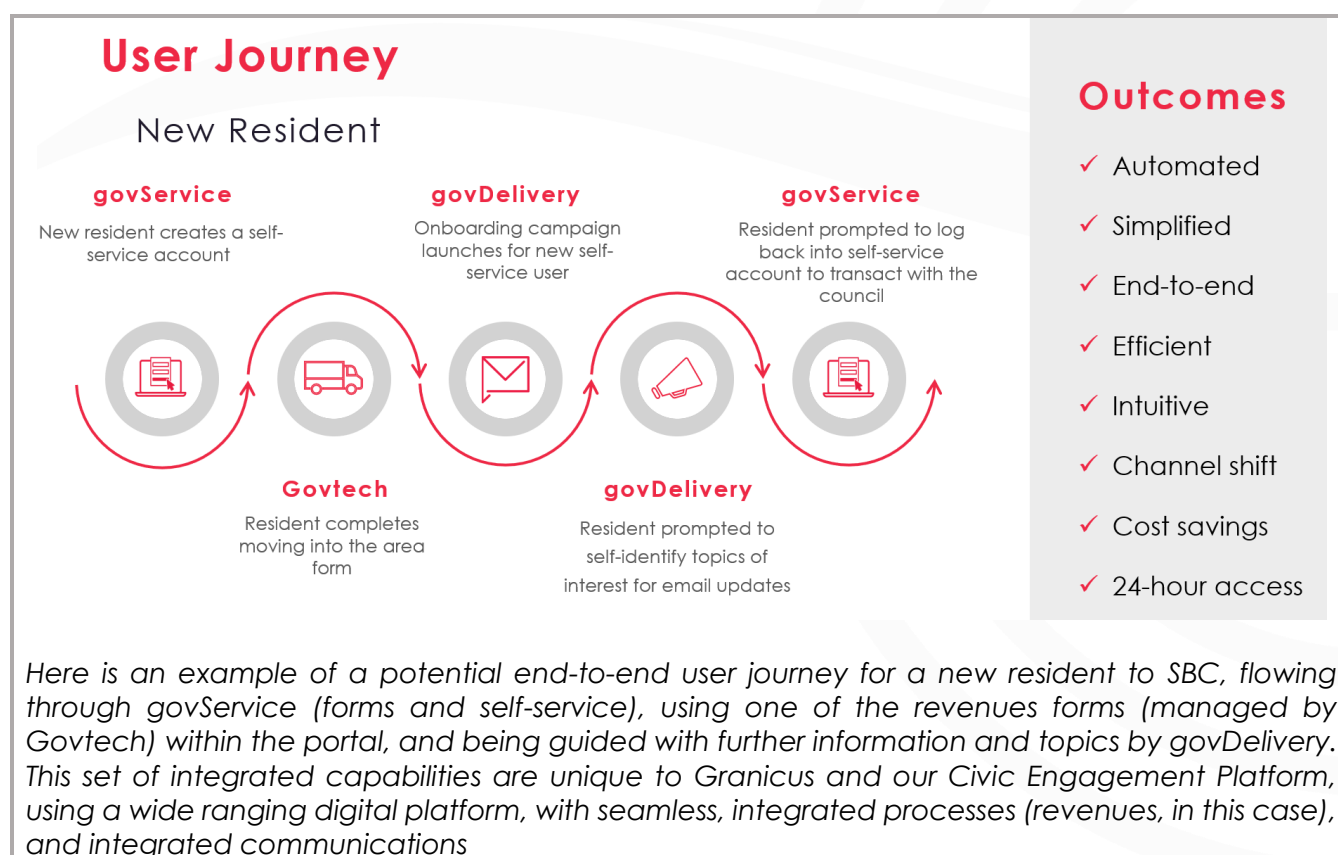 User Journey
New Resident
govService
New resident creates a self-
service account
Govtech
Resident completes
moving into the area
form
govDelivery
Onboarding campaign
launches for new self-
service user
govDelivery
Resident prompted to
self-identify topics of
interest for email updates
govService
Resident prompted to log
back into self-service
account to transact with the
council
Outcomes
✓ Automated
✓ Simplified
✓ End-to-end
✓ Efficient
✓ Intuitive
✓ Channel shift
✓ Cost savings
✓ 24-hour access
Here is an example of a potential end-to-end user journey for a new resident to SBC, flowing
through govService (forms and self-service), using one of the revenues forms (managed by
Govtech) within the portal, and being guided with further information and topics by govDelivery.
This set of integrated capabilities are unique to Granicus and our Civic Engagement Platform,
using a wide ranging digital platform, with seamless, integrated processes (revenues, in this case),
and integrated communications